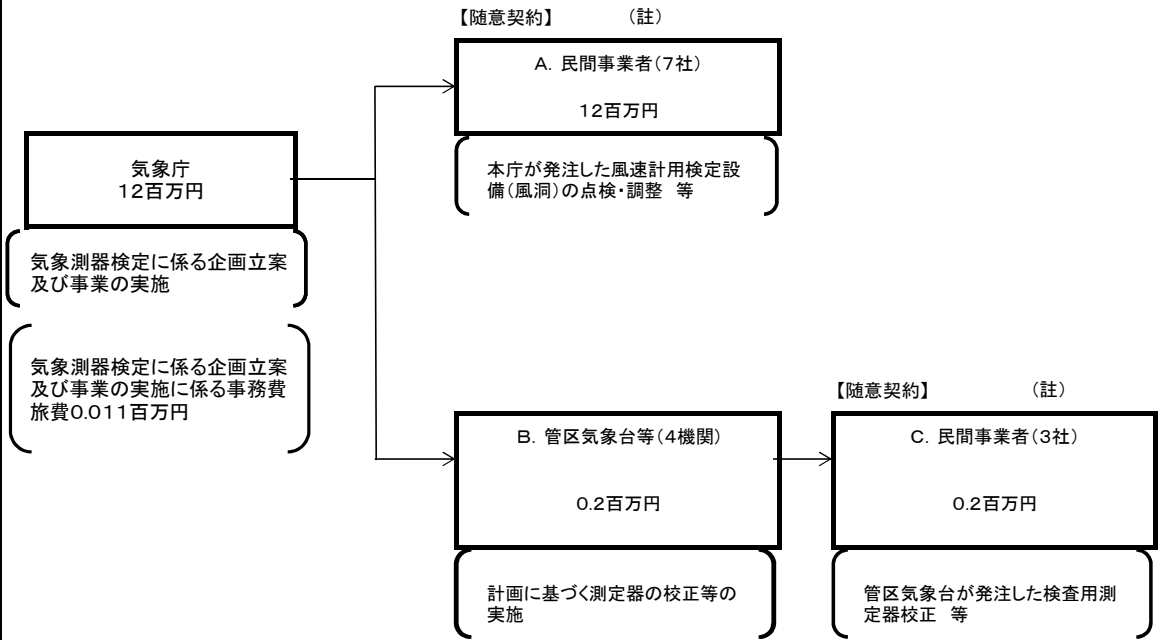 【随意契約】　（註）
A．民間事業者（7社）
12百万円
本庁が発注した風速計用検定設
備（風洞）の点検・調整　等
気象庁
12百万円
気象測器検定に係る企画立案
及び事業の実施
気象測器検定に係る企画立案
及び事業の実施に係る事務費
旅費0.011百万円
B．管区気象台等（4機関）
0.2百万円
計画に基づく測定器の校正等の
実施
【随意契約】　（註）
C．民間事業者（3社）
0.2百万円
管区気象台が発注した検査用測
定器校正　等